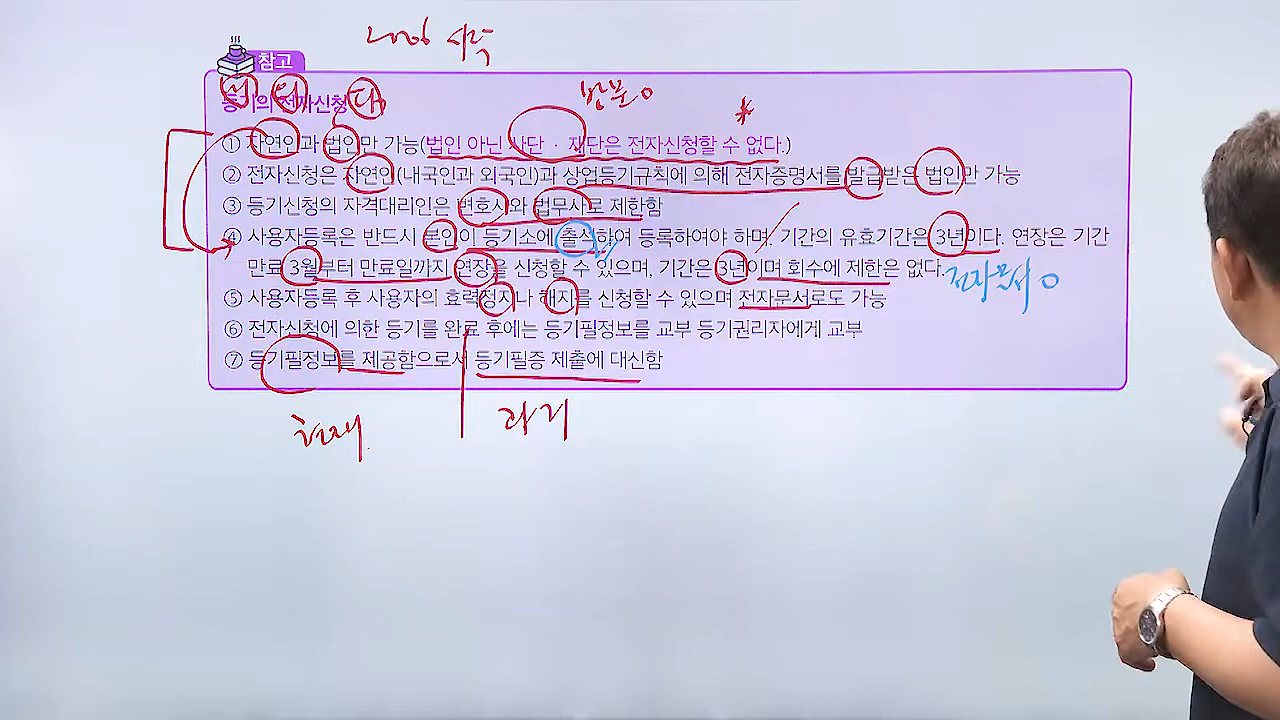 2006 시작
참고
등기의 전자신청
방문○
① 자연인과 법인만 가능(법인 아닌 사단 · 재단은 전자신청할 수 없다.)
② 전자신청은 자연인(내국인과 외국인)과 상업등기규칙에 의해 전자증명서를 발급받은 법인만 가능
③ 등기신청의 자격대리인은 변호사와 법무사로 제한함
④ 사용자등록은 반드시 본인이 등기소에 출석하여 등록하여야 하며, 기간의 유효기간은 3년이다. 연장은 기간
만료 3월부터 만료일까지 연장을 신청할 수 있으며, 기간은 3년이며 회수에 제한은 없다.
전자문서 ○
⑤ 사용자등록 후 사용자의 효력정지나 해지를 신청할 수 있으며 전자문서로도 가능
⑥ 전자신청에 의한 등기를 완료 후에는 등기필정보를 교부 등기권리자에게 교부
⑦ 등기필정보를 제공함으로서 등기필증 제출에 대신함
현재 과거